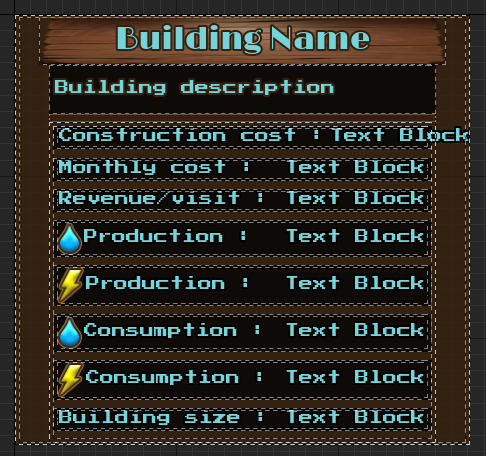 Building Name
Building description
Construction cost : Text Block
Monthly cost : Text Block
Revenue/visit : Text Block
Production : Text Block
Production : Text Block
Consumption : Text Block
Consumption : Text Block
Building size : Text Block